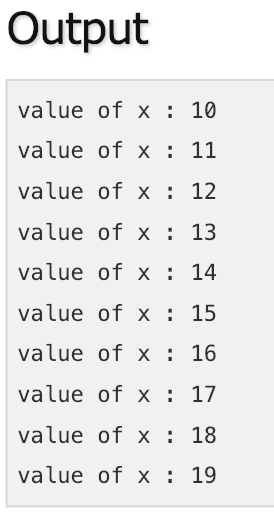 Output
value of x : 10
value of x : 11
value of x : 12
value of x : 13
value of x : 14
value of x : 15
value of x : 16
value of x : 17
value of x : 18
value of x : 19